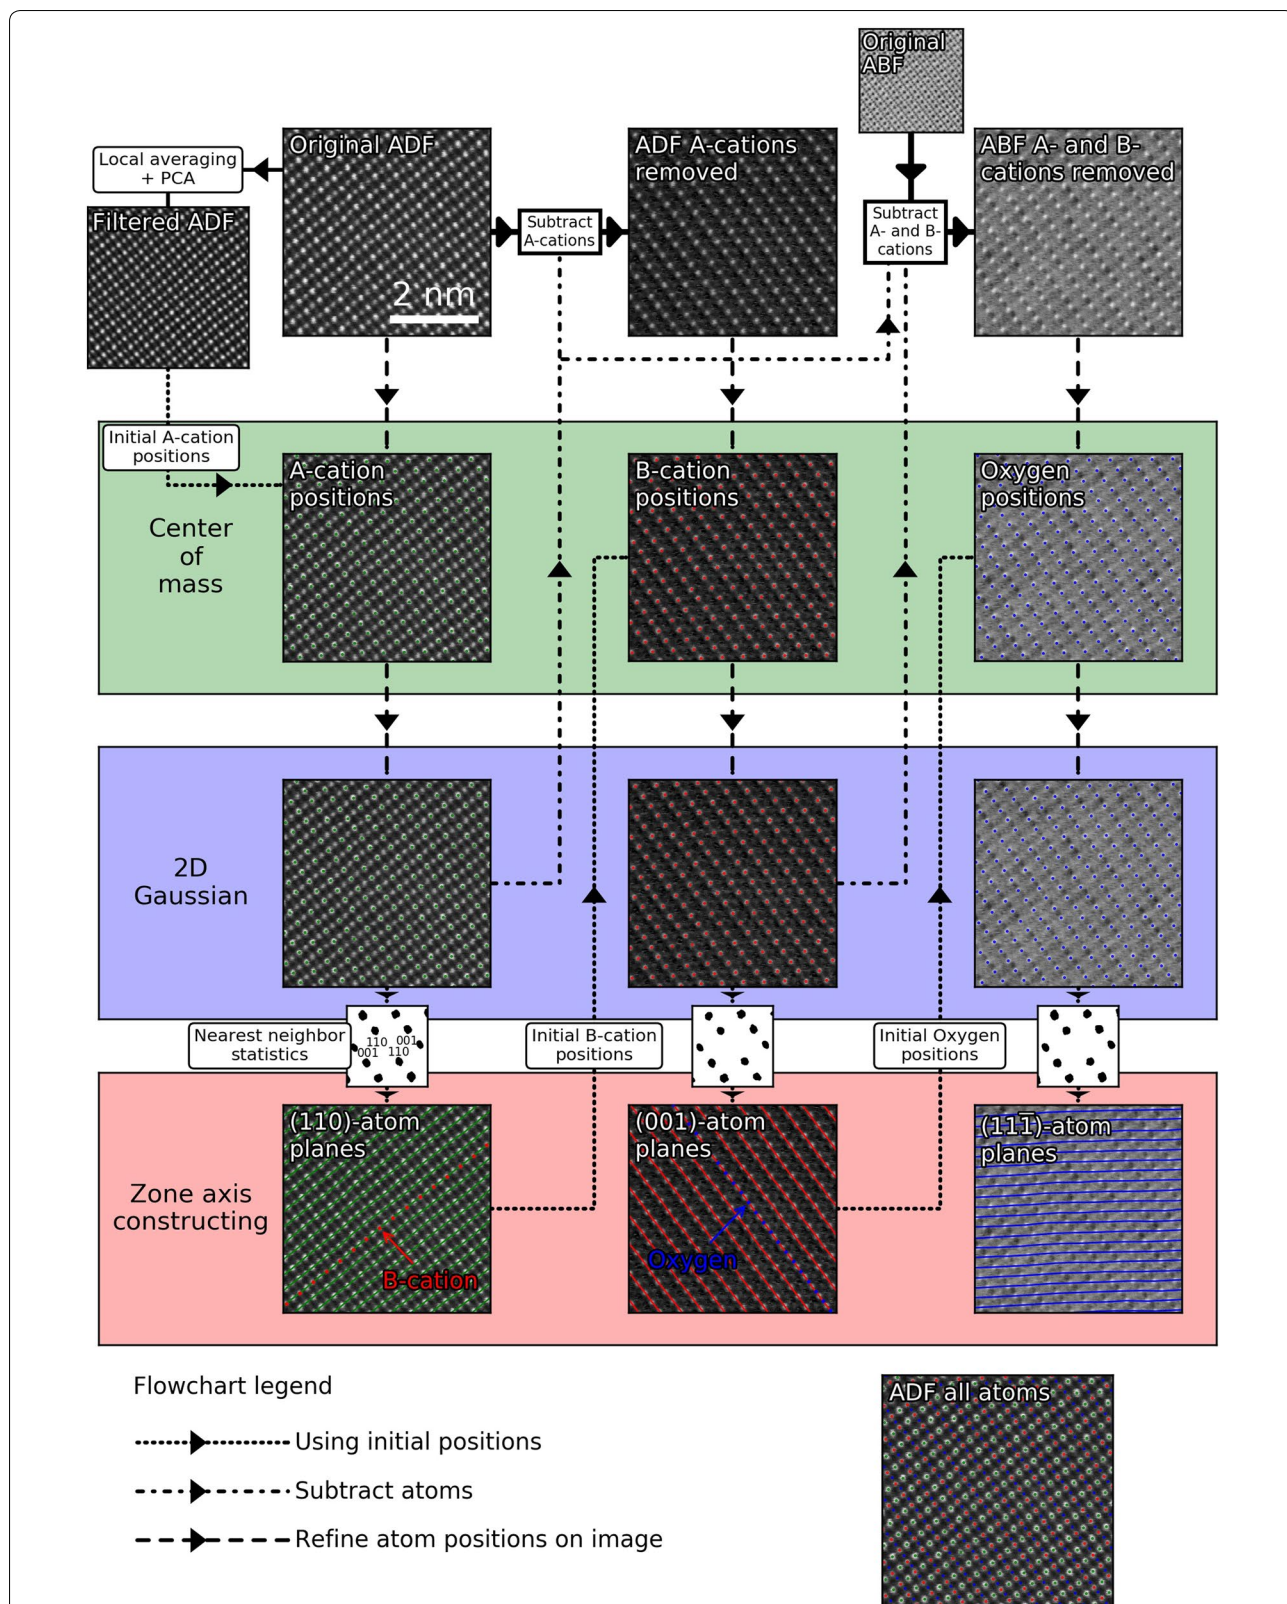 Original
ABF
Local averaging
+ PCA
Original ADF
ADF A-cations
removed
ABF A- and B-
cations removed
Filtered ADF
Subtract
A-cations
Subtract
A- and B-
cations
2 nm
Initial A-cation
positions
A-cation
positions
B-cation
positions
Oxygen
positions
Center
of
mass
2D
Gaussian
Nearest neighbor
statistics
110
001
001
110
Initial B-cation
positions
Initial Oxygen
positions
Zone axis
constructing
(110)-atom
planes
B-cation
(001)-atom
planes
Oxygen
(111̅)-atom
planes
Flowchart legend
Using initial positions
Subtract atoms
Refine atom positions on image
ADF all atoms